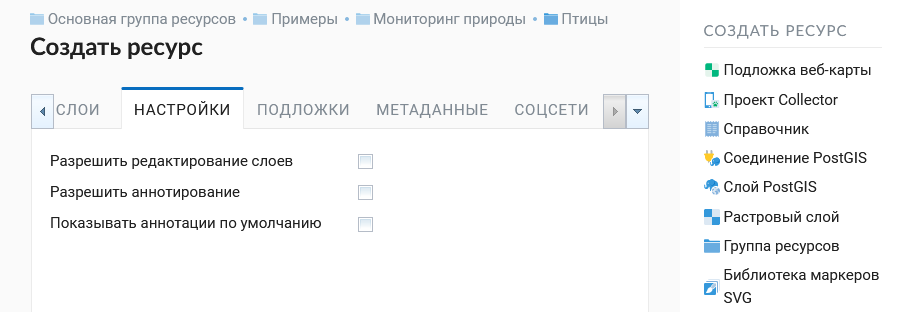 Основная группа ресурсов • Примеры • Мониторинг природы • Птицы
Создать ресурс
СЛОИ НАСТРОЙКИ ПОДЛОЖКИ МЕТАДАННЫЕ СОЦСЕТИ
Разрешить редактирование слоев
Разрешить аннотирование
Показывать аннотации по умолчанию
СОЗДАТЬ РЕСУРС
Подложка веб-карты
Проект Collector
Справочник
Соединение PostGIS
Слой PostGIS
Растровый слой
Группа ресурсов
Библиотека маркеров
SVG